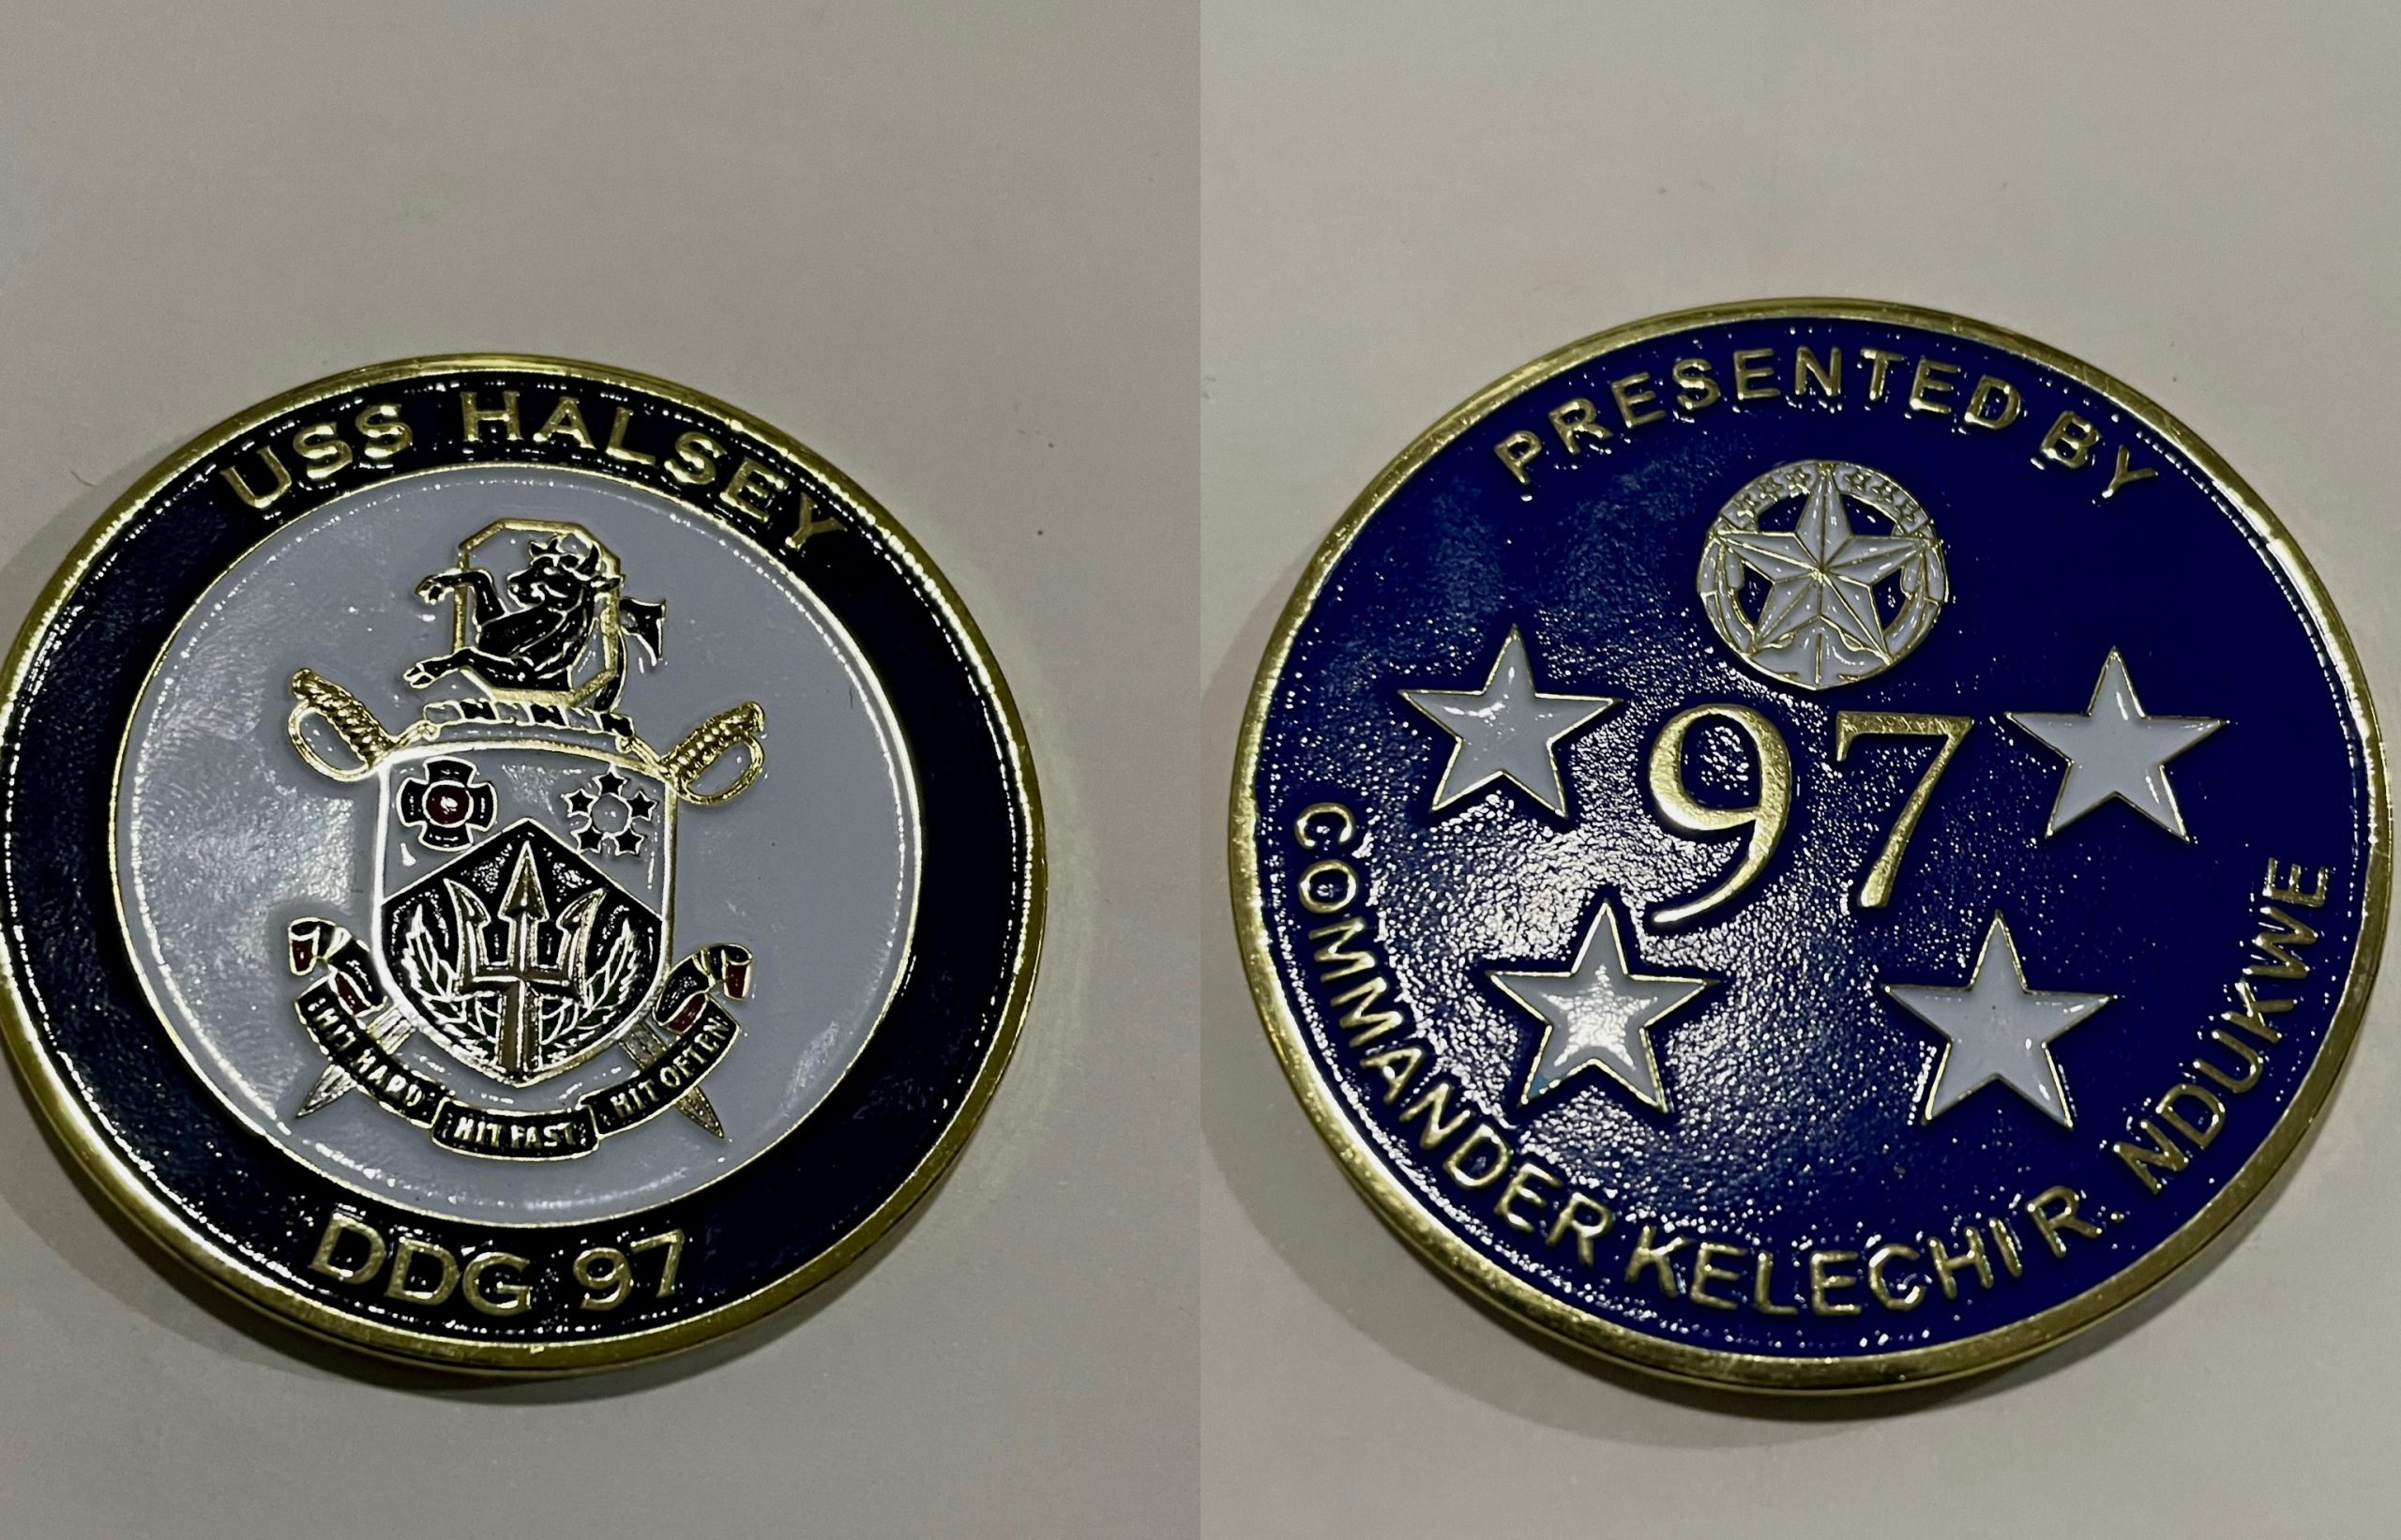 USS HALSEY
HIT HARD HIT FAST HIT OFTEN
DDG 97
PRESENTED BY
97
COMMANDER KELECHI R. NDUKWE